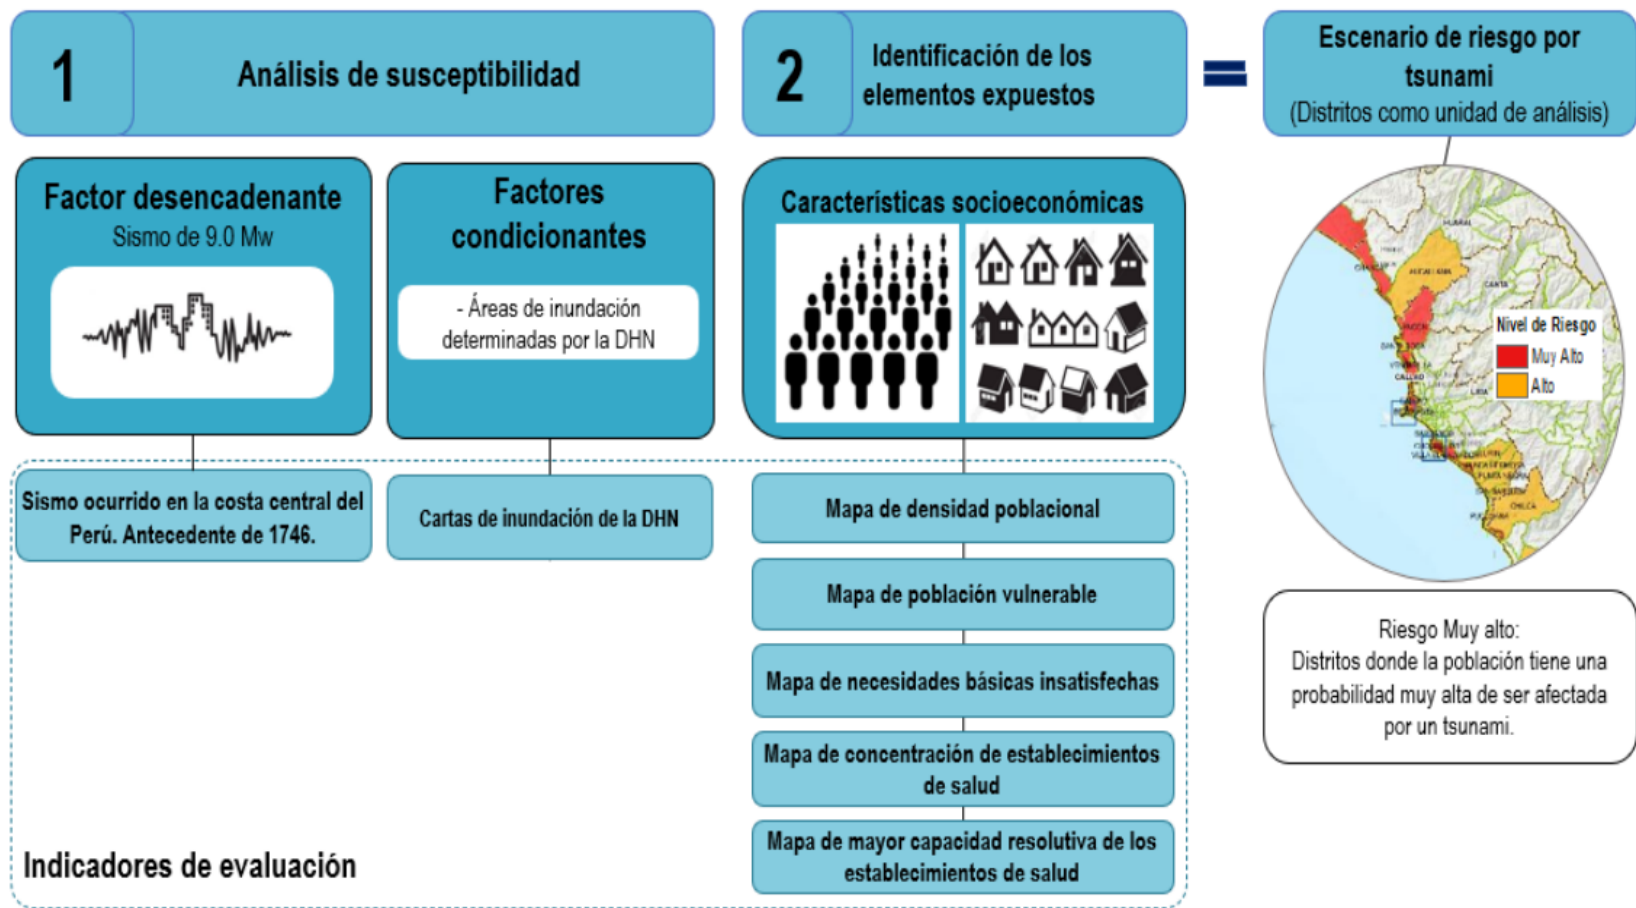 1
Análisis de susceptibilidad
2
Identificación de los
elementos expuestos
=
Escenario de riesgo por
tsunami
(Distritos como unidad de análisis)
Factor desencadenante
Sismo de 9.0 Mw
Factores
condicionantes
- Áreas de inundación
determinadas por la DHN
Características socioeconómicas
HUARAL
CANTA
CHILCA
CALLAO
LIMA
Nivel de Riesgo
Muy Alto
Alto
Sismo ocurrido en la costa central del
Perú. Antecedente de 1746.
Cartas de inundación de la DHN
Mapa de densidad poblacional
Mapa de población vulnerable
Mapa de necesidades básicas insatisfechas
Mapa de concentración de establecimientos
de salud
Mapa de mayor capacidad resolutiva de los
establecimientos de salud
Indicadores de evaluación
Riesgo Muy alto:
Distritos donde la población tiene una
probabilidad muy alta de ser afectada
por un tsunami.